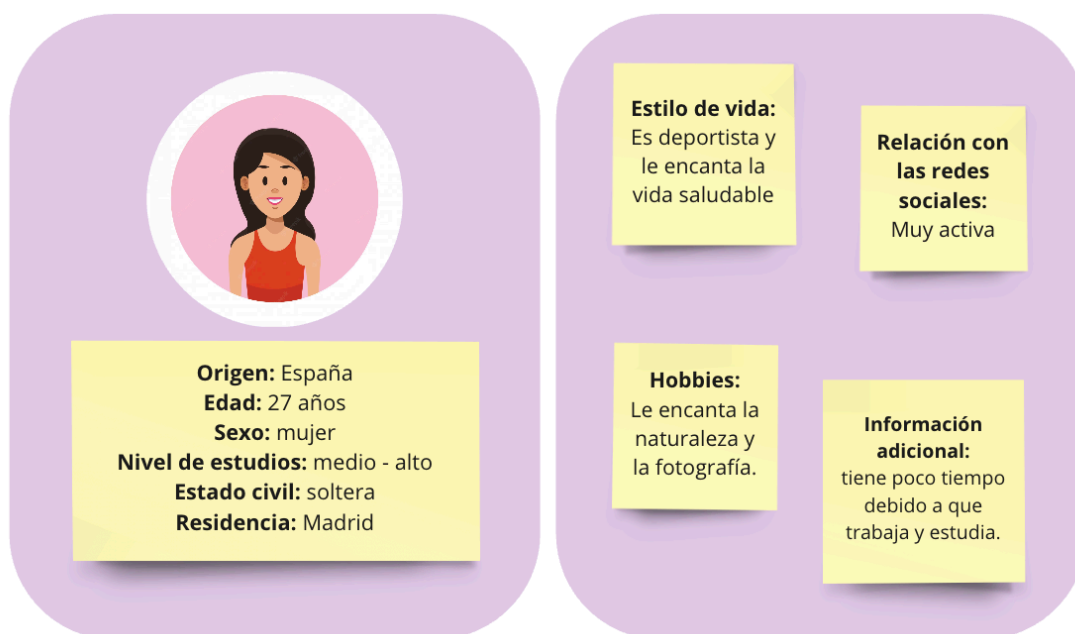 Origen: España
Edad: 27 años
Sexo: mujer
Nivel de estudios: medio - alto
Estado civil: soltera
Residencia: Madrid
Estilo de vida:
Es deportista y
le encanta la
vida saludable
Relación con
las redes
sociales:
Muy activa
Hobbies:
Le encanta la
naturaleza y
la fotografía.
Información
adicional:
tiene poco tiempo
debido a que
trabaja y estudia.